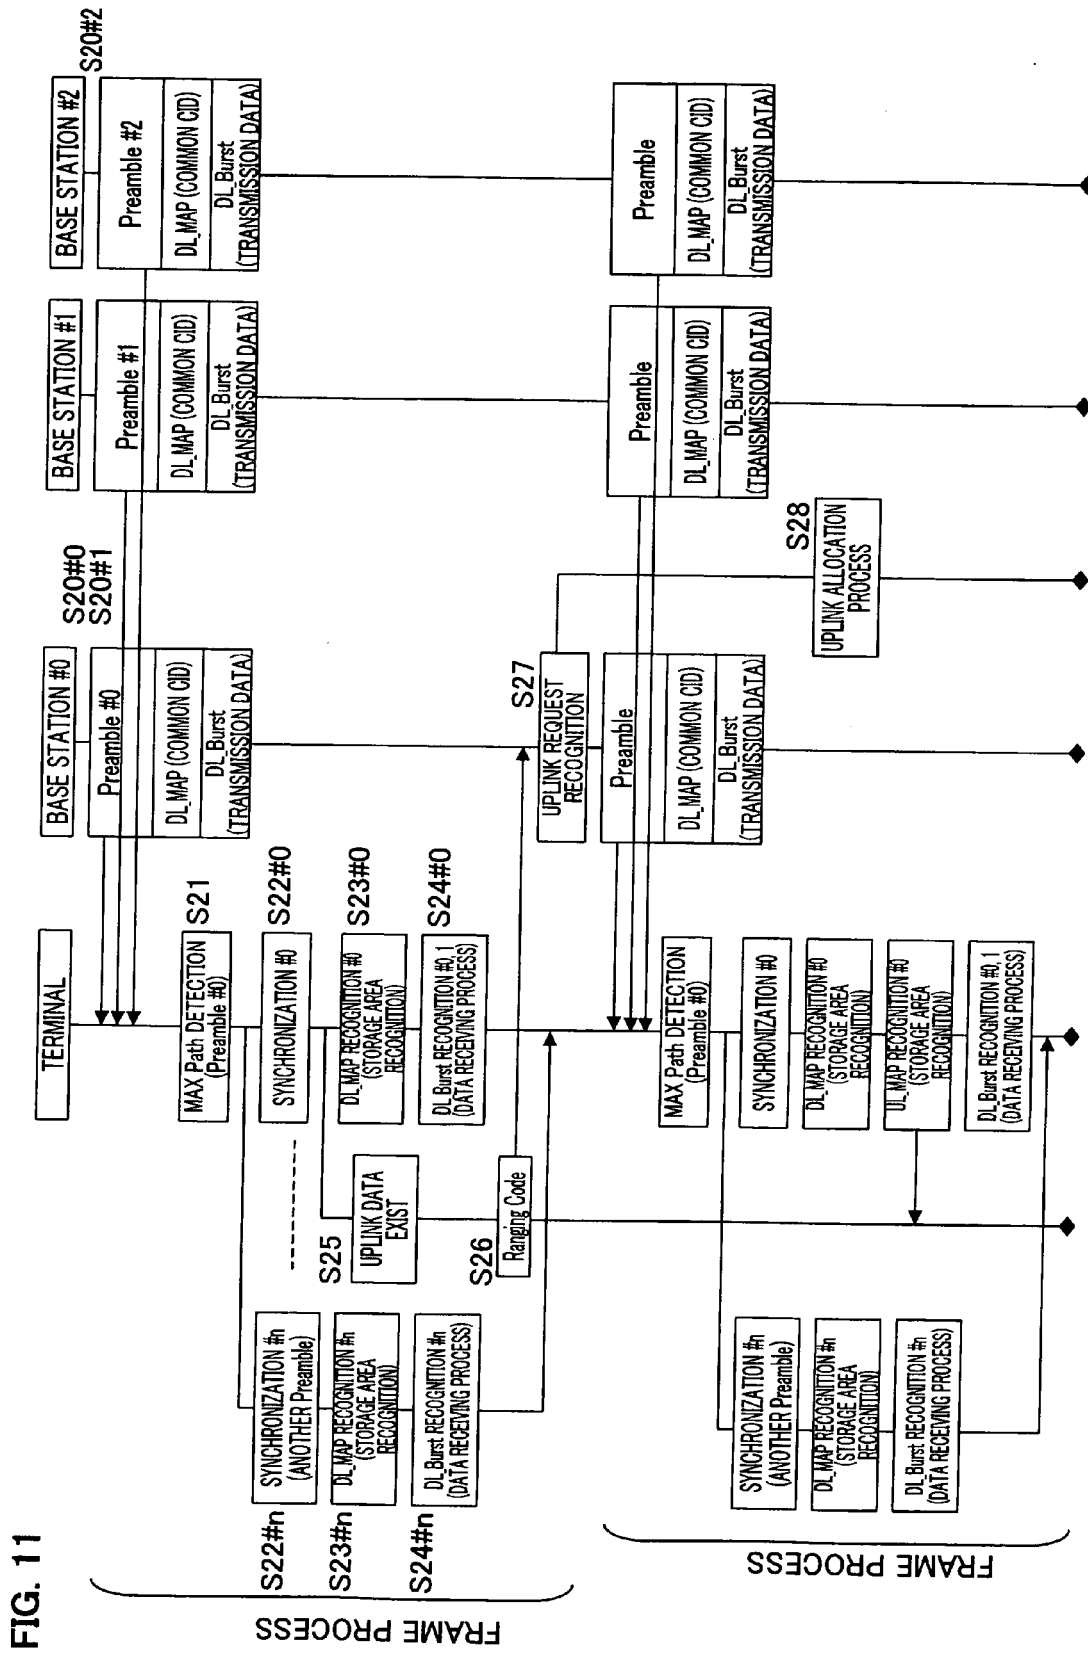 FIG. 11
TERMINAL
BASE STATION #0
BASE STATION #1
BASE STATION #2
S20#0
S20#1
S20#2
Preamble #0
DL_MAP (COMMON CID)
DL_Burst
(TRANSMISSION DATA)
Preamble #1
DL_MAP (COMMON CID)
DL_Burst
(TRANSMISSION DATA)
Preamble #2
DL_MAP (COMMON CID)
DL_Burst
(TRANSMISSION DATA)
FRAME PROCESS
MAX Path DETECTION
(Preamble #0)
S21
S22#n
SYNCHRONIZATION #n
(ANOTHER Preamble)
SYNCHRONIZATION #0
S22#0
S23#n
DL_MAP RECOGNITION #n
(STORAGE AREA
RECOGNITION)
S25
UPLINK DATA
EXIST
DL_MAP RECOGNITION #0
(STORAGE AREA
RECOGNITION)
S23#0
S24#n
DL_Burst RECOGNITION #n
(DATA RECEIVING PROCESS)
DL_Burst RECOGNITION #0, 1
(DATA RECEIVING PROCESS)
S24#0
S26
Ranging Code
UPLINK REQUEST
RECOGNITION
S27
Preamble
DL_MAP (COMMON CID)
DL_Burst
(TRANSMISSION DATA)
Preamble
DL_MAP (COMMON CID)
DL_Burst
(TRANSMISSION DATA)
Preamble
DL_MAP (COMMON CID)
DL_Burst
(TRANSMISSION DATA)
FRAME PROCESS
MAX Path DETECTION
(Preamble #0)
SYNCHRONIZATION #n
(ANOTHER Preamble)
SYNCHRONIZATION #0
DL_MAP RECOGNITION #n
(STORAGE AREA
RECOGNITION)
DL_MAP RECOGNITION #0
(STORAGE AREA
RECOGNITION)
UPLINK ALLOCATION
PROCESS
S28
DL_Burst RECOGNITION #n
(DATA RECEIVING PROCESS)
UL_MAP RECOGNITION #0
(STORAGE AREA
RECOGNITION)
DL_Burst RECOGNITION #0, 1
(DATA RECEIVING PROCESS)